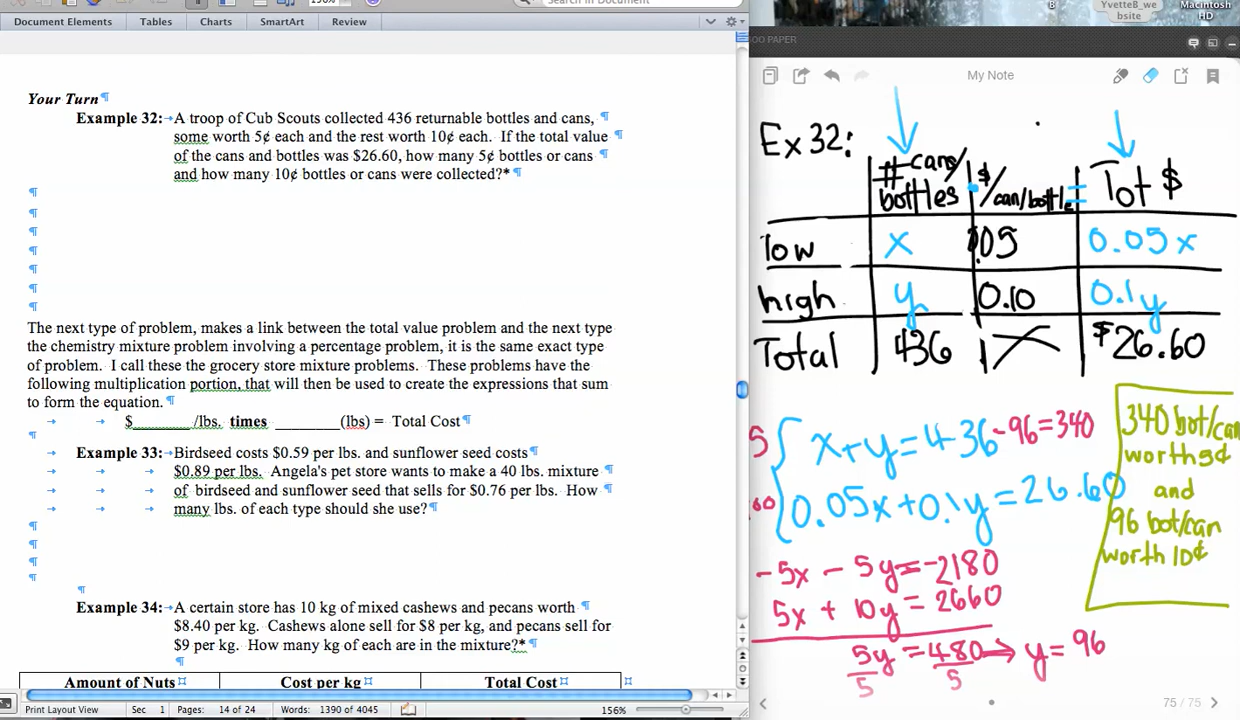 Search in Document
YvetteB_we
bsite
B
Macintosh
HD
Document Elements Tables Charts SmartArt Review
OO PAPER
My Note
Your Turn¶
Example 32: A troop of Cub Scouts collected 436 returnable bottles and cans, ¶
some worth 5¢ each and the rest worth 10¢ each. If the total value ¶
of the cans and bottles was $26.60, how many 5¢ bottles or cans ¶
and how many 10¢ bottles or cans were collected?* ¶
¶
¶
¶
¶
¶
¶
¶
The next type of problem, makes a link between the total value problem and the next type
the chemistry mixture problem involving a percentage problem, it is the same exact type
of problem. I call these the grocery store mixture problems. These problems have the
following multiplication portion, that will then be used to create the expressions that sum
to form the equation. ¶
$________/lbs. times ________(lbs) = Total Cost¶
¶
Example 33: Birdseed costs $0.59 per lbs. and sunflower seed costs
$0.89 per lbs. Angela's pet store wants to make a 40 lbs. mixture
of birdseed and sunflower seed that sells for $0.76 per lbs. How
many lbs. of each type should she use?¶
¶
¶
¶
¶
¶
Example 34: A certain store has 10 kg of mixed cashews and pecans worth ¶
$8.40 per kg. Cashews alone sell for $8 per kg, and pecans sell for
$9 per kg. How many kg of each are in the mixture?* ¶
¶
Amount of Nuts Cost per kg Total Cost
Print Layout View Sec 1 Pages: 14 of 24 Words: 1390 of 4045 156%
Ex 32:
# cans/
bottles
$
/can/bottle
= Tot $
low x .05 0.05x
high y 0.10 0.1y
Total 436 $26.60
5 x+y=436 -96=340
00 0.05x+0.1y=26.60
-5x - 5y=-2180
5x + 10y = 2660
5y = 480 → y = 96
5 5
340 bot/can
worth 5¢
and
96 bot/can
worth 10¢
75 / 75